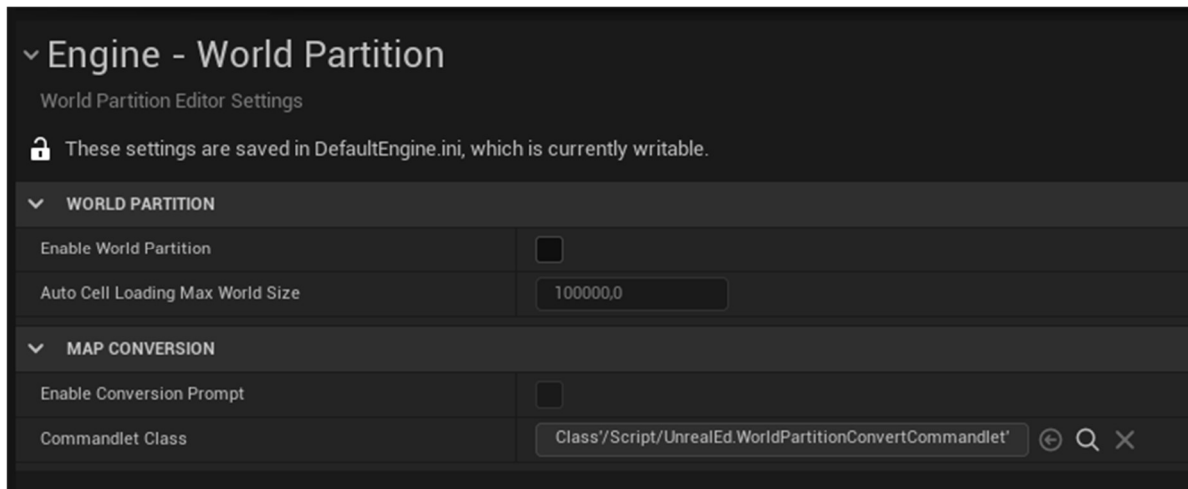 Engine - World Partition
World Partition Editor Settings
These settings are saved in DefaultEngine.ini, which is currently writable.
WORLD PARTITION
Enable World Partition
Auto Cell Loading Max World Size 100000,0
MAP CONVERSION
Enable Conversion Prompt
Commandlet Class Class'/Script/UnrealEd.WorldPartitionConvertCommandlet'